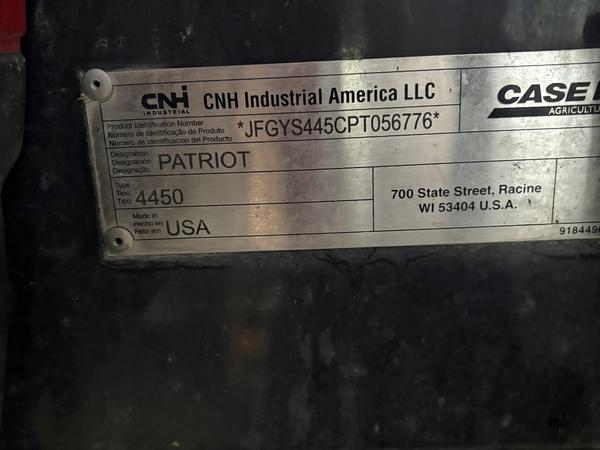 CNH
INDUSTRIAL
CNH Industrial America LLC
CASE
AGRICULTU
Product Identification Number
Número de Identificação do Produto
Número de Identificacion del Producto
*JFGYS445CPT056776*
Designation
Designación
Designação
PATRIOT
Type
Tipo
Tipo
4450
700 State Street, Racine
WI 53404 U.S.A.
Made in
Hecho en
Feito em
USA
918449